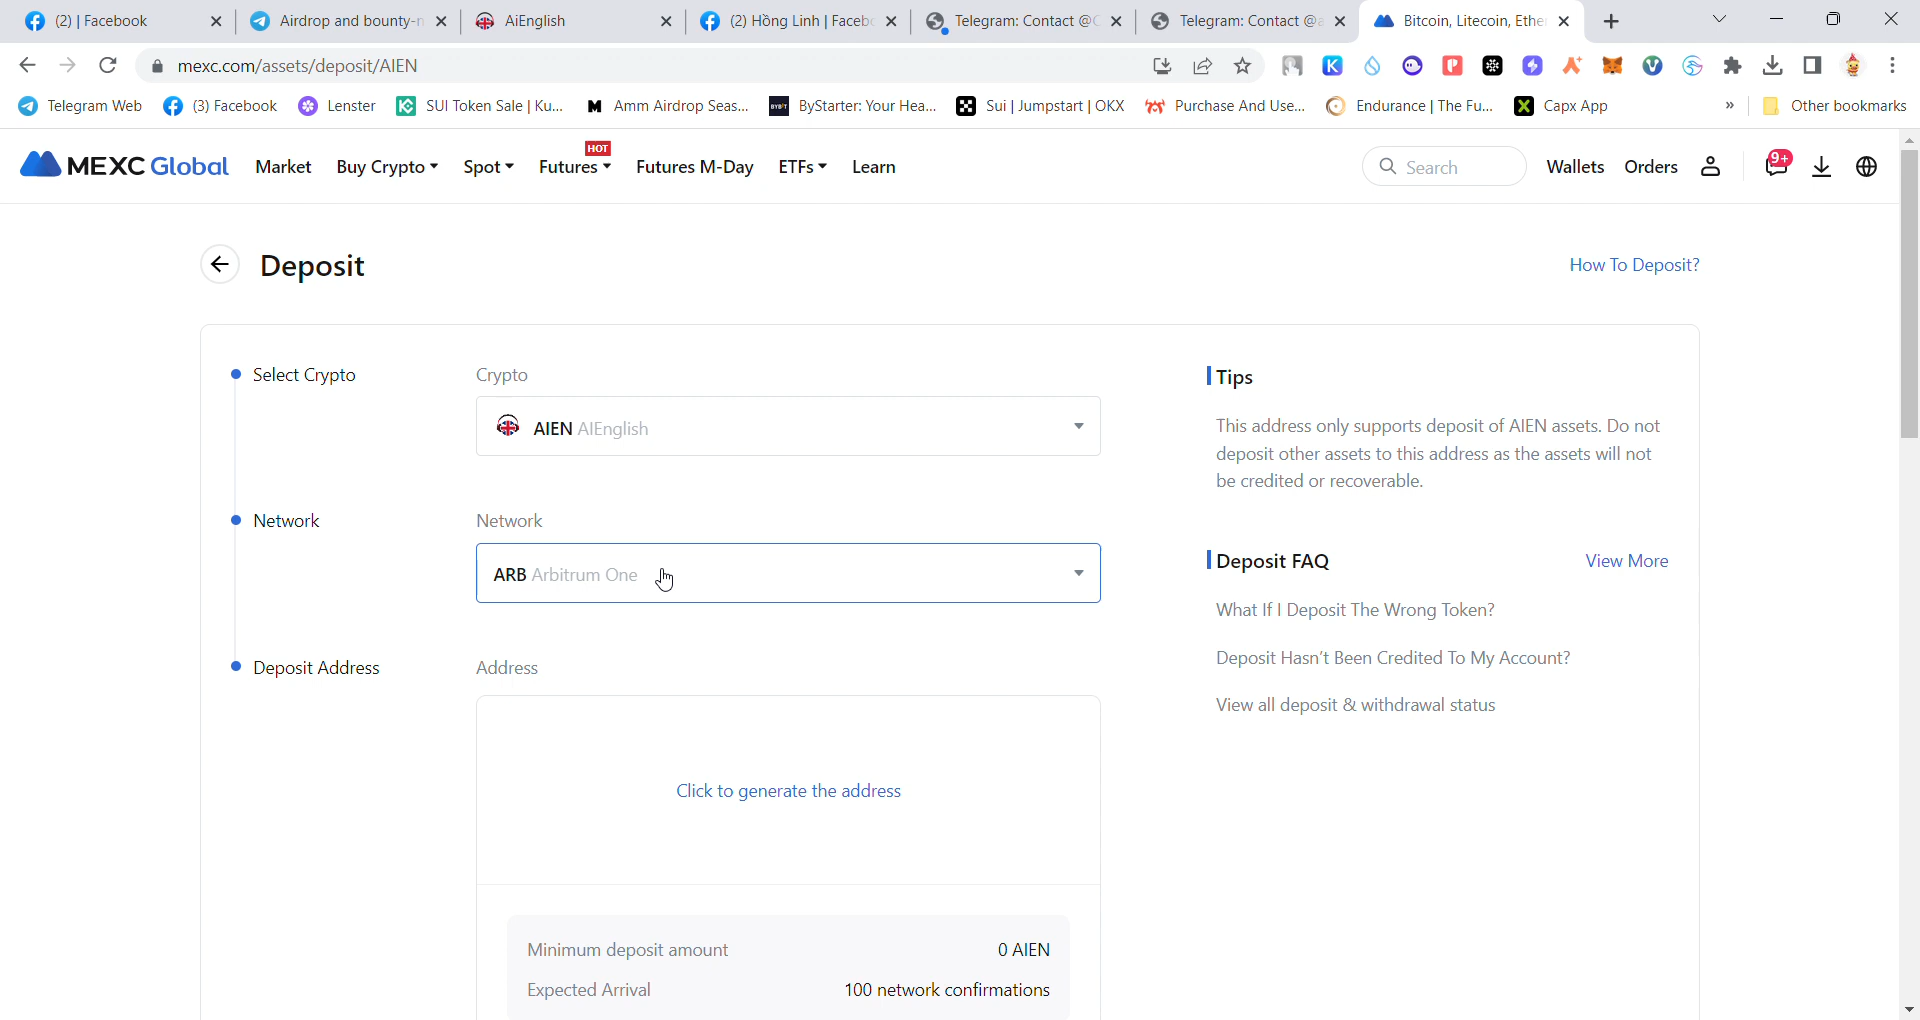 (2) | Facebook
Airdrop and bounty-n
AiEnglish
(2) Hồng Linh | Faceb
Telegram: Contact @C
Telegram: Contact @a
Bitcoin, Litecoin, Ethe
mexc.com/assets/deposit/AIEN
Telegram Web
(3) Facebook
Lenster
SUI Token Sale | Ku...
Amm Airdrop Seas...
ByStarter: Your Hea...
Sui | Jumpstart | OKX
Purchase And Use...
Endurance | The Fu...
Capx App
»
Other bookmarks
MEXC Global
Market
Buy Crypto
Spot
Futures
HOT
Futures M-Day
ETFs
Learn
Search
Wallets
Orders
9+
Deposit
How To Deposit?
Select Crypto
Crypto
AIEN AIEnglish
Network
Network
ARB Arbitrum One
Deposit Address
Address
Click to generate the address
Minimum deposit amount
0 AIEN
Expected Arrival
100 network confirmations
Tips
This address only supports deposit of AIEN assets. Do not
deposit other assets to this address as the assets will not
be credited or recoverable.
Deposit FAQ
View More
What If I Deposit The Wrong Token?
Deposit Hasn't Been Credited To My Account?
View all deposit & withdrawal status